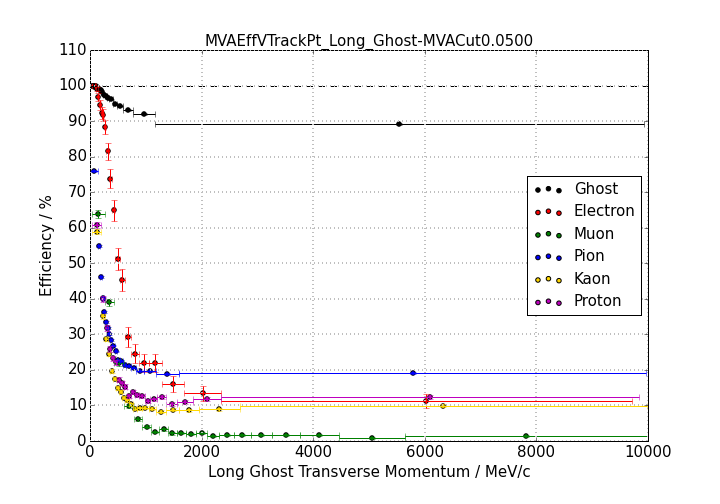 MVAEffVTrackPt_Long_Ghost-MVACut0.0500
110
100
90
80
70
60
50
40
30
20
10
0
Efficiency / %
Ghost
Electron
Muon
Pion
Kaon
Proton
0 2000 4000 6000 8000 10000
Long Ghost Transverse Momentum / MeV/c